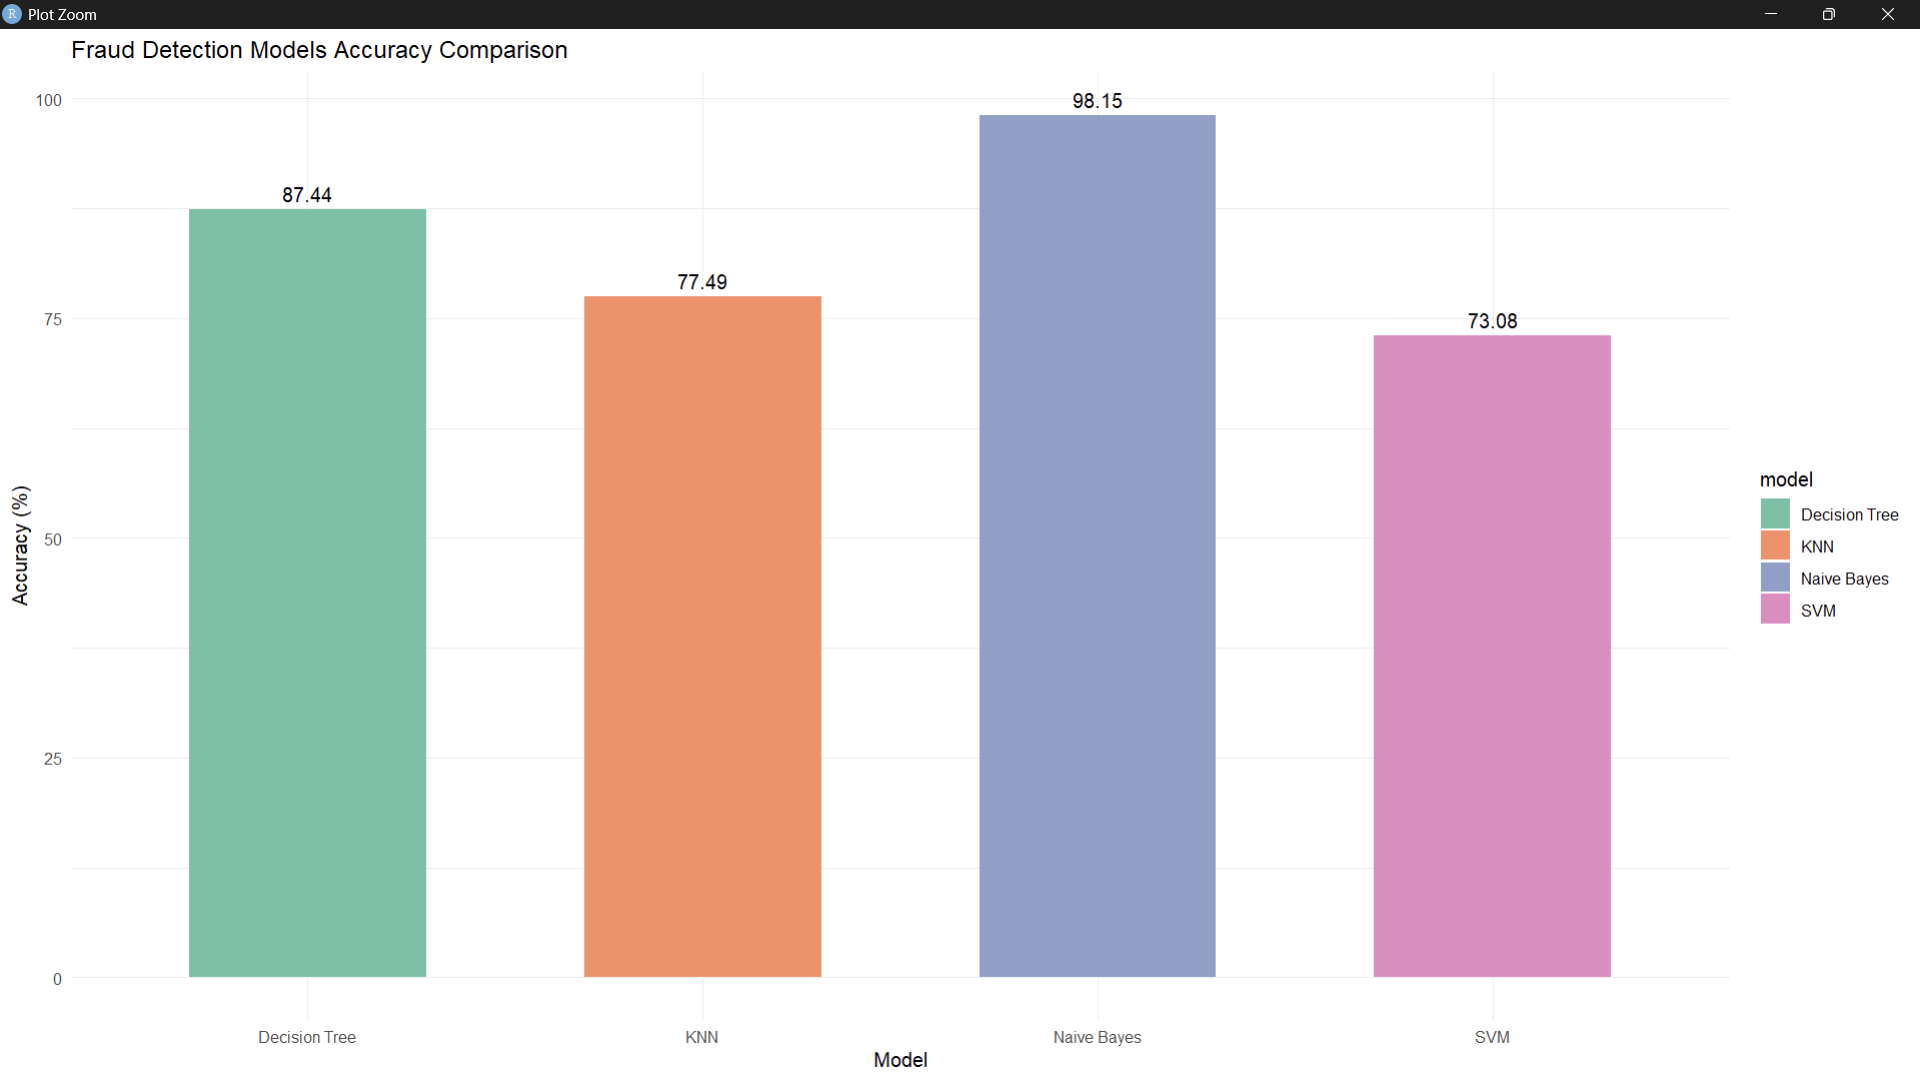 R Plot Zoom
Fraud Detection Models Accuracy Comparison
100
75
50
25
0
Accuracy (%)
87.44
77.49
98.15
73.08
Decision Tree
KNN
Naive Bayes
SVM
Model
model
Decision Tree
KNN
Naive Bayes
SVM